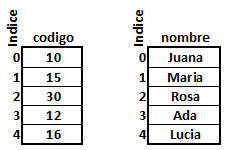 Indice codigo Indice nombre
0 10 0 Juana
1 15 1 Maria
2 30 2 Rosa
3 12 3 Ada
4 16 4 Lucia